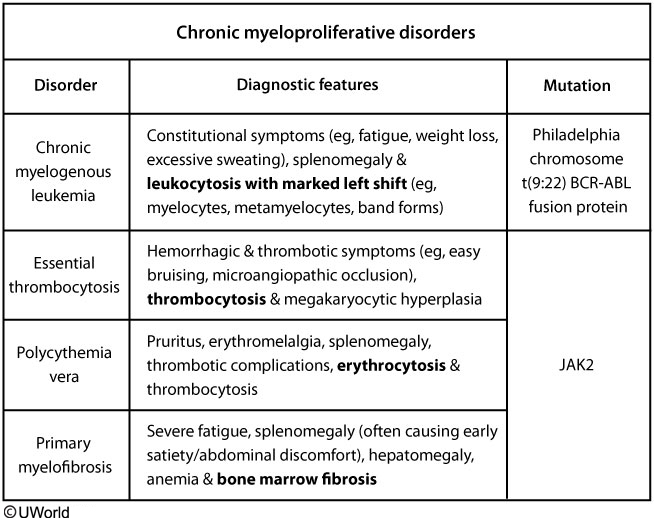 Chronic myeloproliferative disorders
Disorder
Diagnostic features
Mutation
Chronic
myelogenous
leukemia
Constitutional symptoms (eg, fatigue, weight loss,
excessive sweating), splenomegaly &
leukocytosis with marked left shift (eg,
myelocytes, metamyelocytes, band forms)
Philadelphia
chromosome
t(9:22) BCR-ABL
fusion protein
Essential
thrombocytosis
Hemorrhagic & thrombotic symptoms (eg, easy
bruising, microangiopathic occlusion),
thrombocytosis & megakaryocytic hyperplasia
Polycythemia
vera
Pruritus, erythromelalgia, splenomegaly,
thrombotic complications, erythrocytosis &
thrombocytosis
JAK2
Primary
myelofibrosis
Severe fatigue, splenomegaly (often causing early
satiety/abdominal discomfort), hepatomegaly,
anemia & bone marrow fibrosis
©UWorld